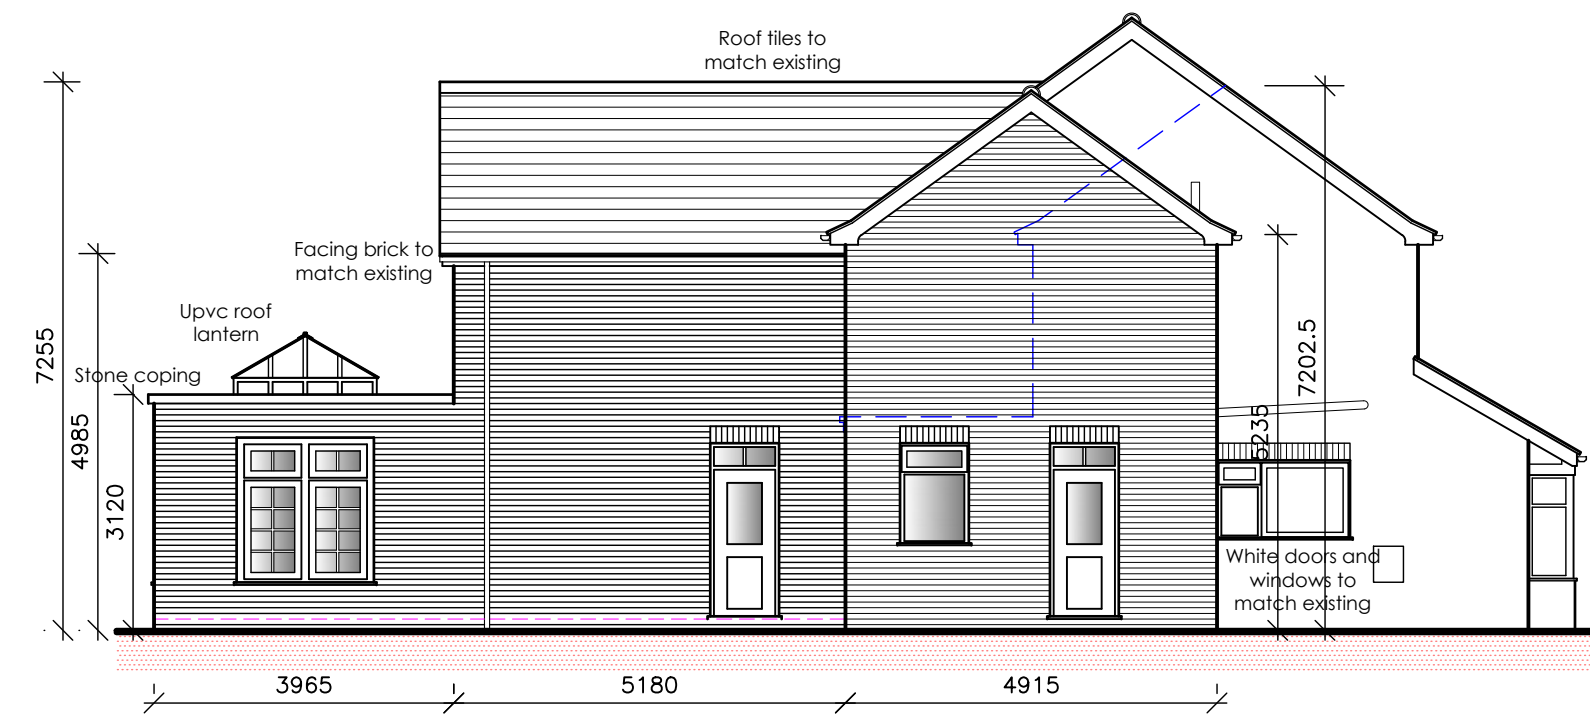 Roof tiles to
match existing
Facing brick to
match existing
Upvc roof
lantern
Stone coping
7255
4985
3120
7202.5
5235
White doors and
windows to
match existing
3965
5180
4915